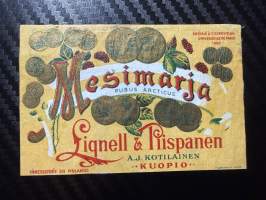 Mesimarja
RUBUS ARCTICUS
Lignell & Piispanen
A.J. KOTILAINEN
KUOPIO